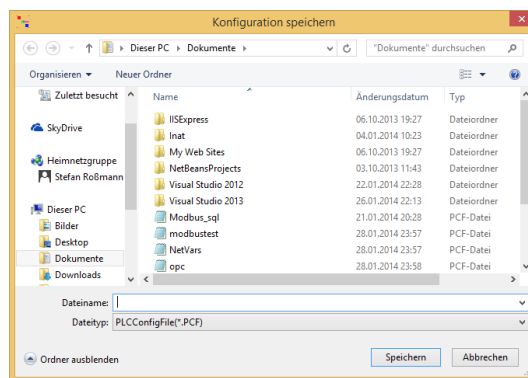 Konfiguration speichern
Dieser PC Dokumente "Dokumente" durchsuchen
Organisieren Neuer Ordner
Zuletzt besucht
SkyDrive
Heimnetzgruppe
Stefan Roßmann
Dieser PC
Bilder
Desktop
Dokumente
Downloads
Name Änderungsdatum Typ
IISExpress 06.10.2013 19:27 Dateiordner
Inat 04.01.2014 10:23 Dateiordner
My Web Sites 06.10.2013 19:27 Dateiordner
NetBeansProjects 03.10.2013 11:43 Dateiordner
Visual Studio 2012 22.01.2014 22:28 Dateiordner
Visual Studio 2013 26.01.2014 22:13 Dateiordner
Modbus_sql 21.01.2014 20:28 PCF-Datei
modbustest 28.01.2014 23:57 PCF-Datei
NetVars 28.01.2014 23:57 PCF-Datei
opc 28.01.2014 23:58 PCF-Datei
Dateiname:
Dateityp: PLCConfigFile(*.PCF)
Ordner ausblenden Speichern Abbrechen